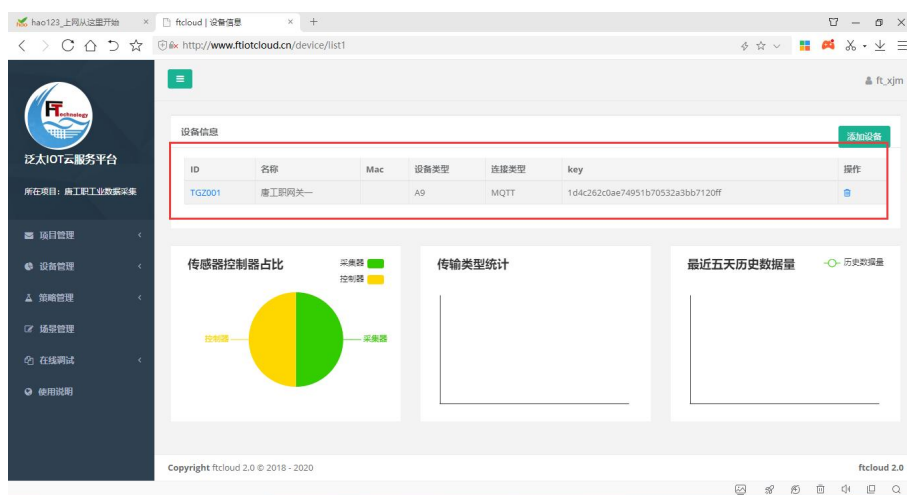 hao123_上网从这里开始
ftcloud | 设备信息
http://www.ftiotcloud.cn/device/list1
FTechnology
泛太IOT云服务平台
所在项目：唐工职工业数据采集
项目管理
设备管理
策略管理
场景管理
在线调试
使用说明
ft_xjm
设备信息
添加设备
ID 名称 Mac 设备类型 连接类型 key 操作
TGZ001 唐工职网关一 A9 MQTT 1d4c262c0ae74951b70532a3bb7120ff
传感器控制器占比
采集器
控制器
控制器
采集器
传输类型统计
最近五天历史数据量
历史数据量
Copyright ftcloud 2.0 © 2018 - 2020
ftcloud 2.0